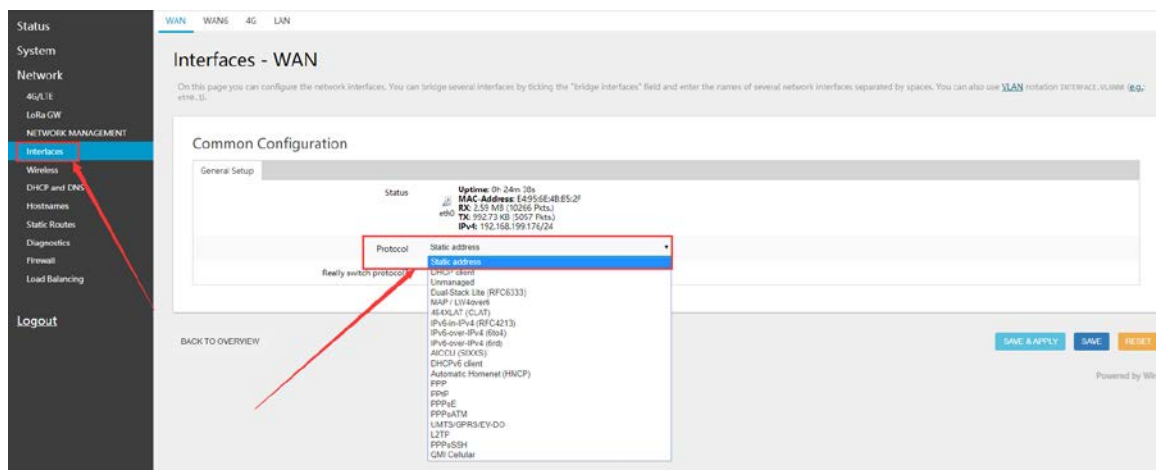 Status
System
Network
4G/LTE
LoRa GW
NETWORK MANAGEMENT
Interfaces
Wireless
DHCP and DNS
Hostnames
Static Routes
Diagnostics
Firewall
Load Balancing
Logout
WAN WAN6 4G LAN
Interfaces - WAN
On this page you can configure the network interfaces. You can bridge several interfaces by ticking the "bridge interfaces" field and enter the names of several network interfaces separated by spaces. You can also use VLAN notation INTERFACE.VLANNR (e.g.:
eth0.1).
Common Configuration
General Setup
Status
Uptime: 0h 24m 38s
MAC-Address: E4:95:6E:4B:E5:2F
RX: 2.59 MB (10266 Pkts.)
TX: 992.73 KB (5057 Pkts.)
IPv4: 192.168.199.176/24
eth0
Protocol Static address
Really switch protocol?
Static address
DHCP client
Unmanaged
Dual-Stack Lite (RFC6333)
MAP / LW4over6
464XLAT (CLAT)
IPv6-in-IPv4 (RFC4213)
IPv6-over-IPv4 (6to4)
IPv6-over-IPv4 (6rd)
AICCU (SIXXS)
DHCPv6 client
Automatic Homenet (HNCP)
PPP
PPtP
PPPoE
PPPoATM
UMTS/GPRS/EV-DO
L2TP
PPPoSSH
QMI Cellular
BACK TO OVERVIEW
SAVE & APPLY SAVE RESET
Powered by Wi